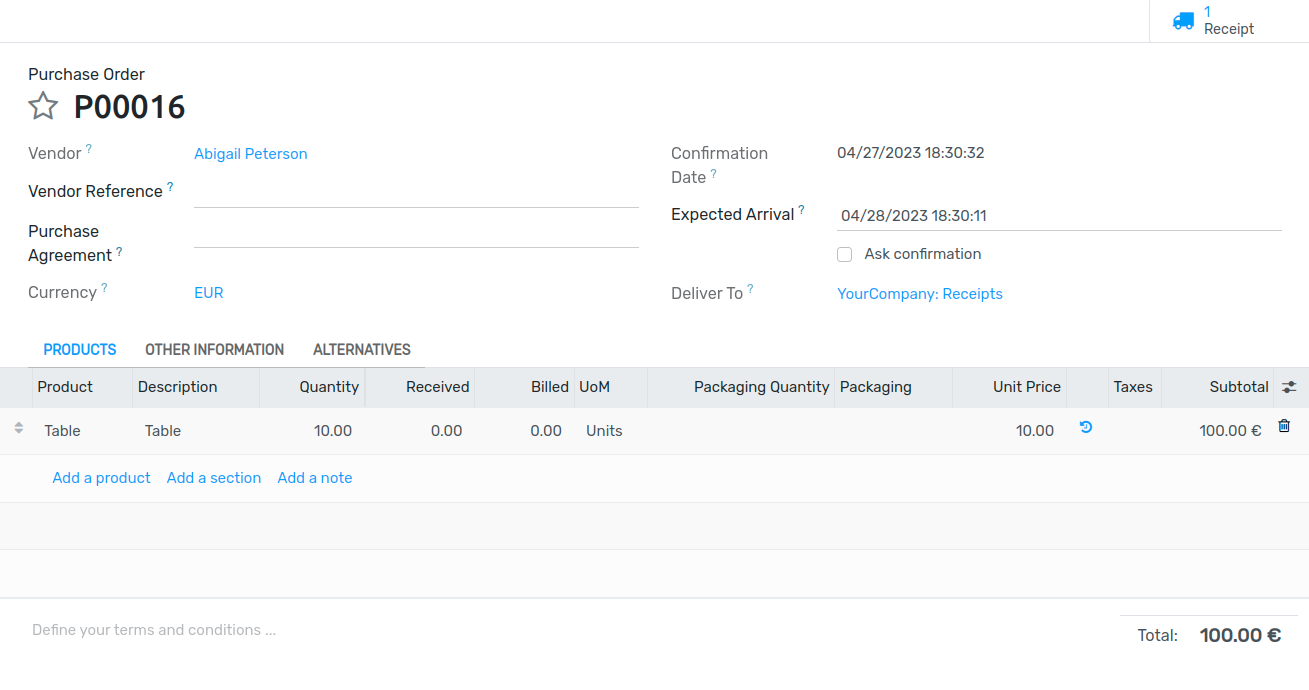 1
Receipt
Purchase Order
P00016
Vendor ? Abigail Peterson
Vendor Reference ?
Purchase
Agreement ?
Currency ? EUR
Confirmation
Date ? 04/27/2023 18:30:32
Expected Arrival ? 04/28/2023 18:30:11
Ask confirmation
Deliver To ? YourCompany: Receipts
PRODUCTS OTHER INFORMATION ALTERNATIVES
Product Description Quantity Received Billed UoM Packaging Quantity Packaging Unit Price Taxes Subtotal
Table Table 10.00 0.00 0.00 Units 10.00 100.00 €
Add a product Add a section Add a note
Define your terms and conditions ...
Total: 100.00 €